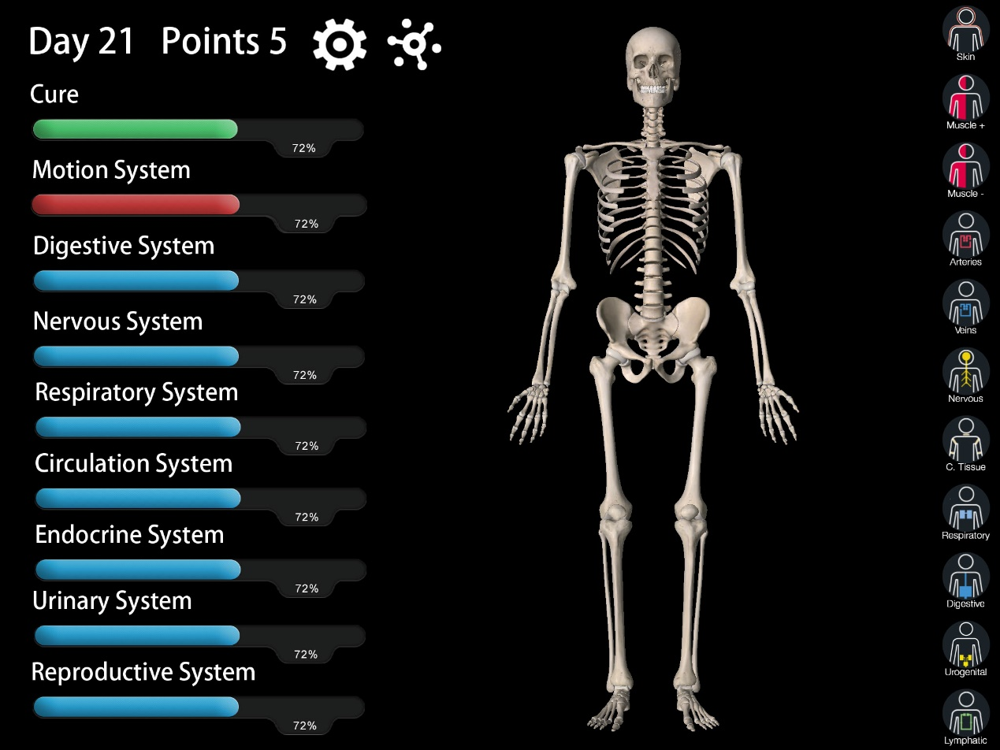 Day 21 Points 5
Cure
72%
Motion System
72%
Digestive System
72%
Nervous System
72%
Respiratory System
72%
Circulation System
72%
Endocrine System
72%
Urinary System
72%
Reproductive System
72%
Skin
Muscle +
Muscle -
Arteries
Veins
Nervous
C. Tissue
Respiratory
Digestive
Urogenital
Lymphatic